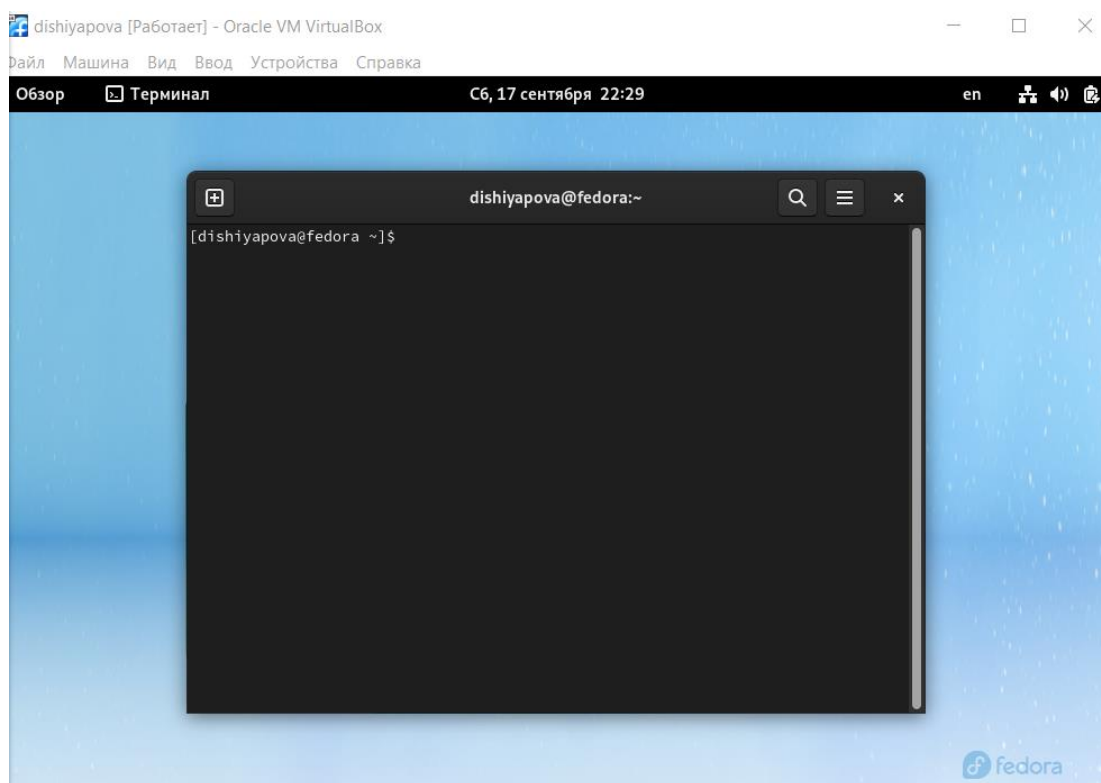 dishiyapova [Работает] - Oracle VM VirtualBox
Файл Машина Вид Ввод Устройства Справка
Обзор Терминал Сб, 17 сентября 22:29 en
dishiyapova@fedora:~
[dishiyapova@fedora ~]$
fedora